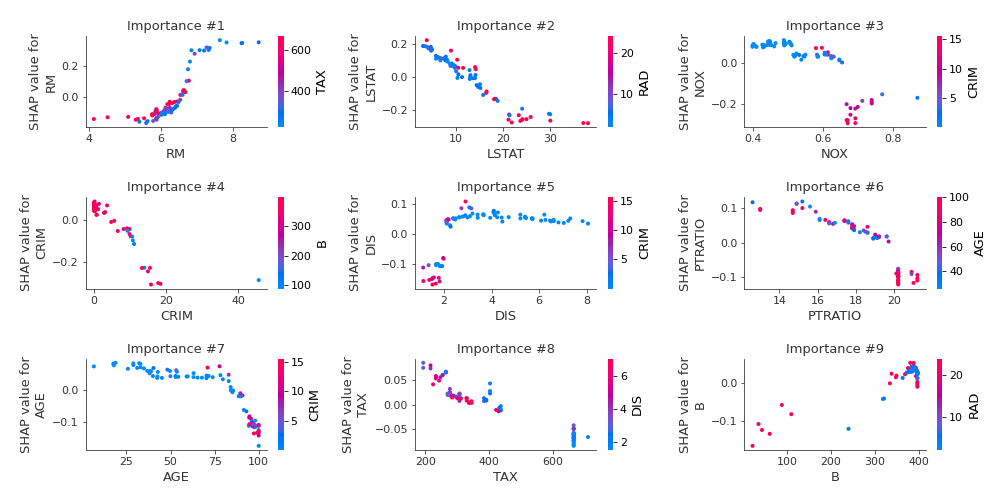 Importance #1
Importance #2
Importance #3
SHAP value for
RM
0.2
0.0
4
6
8
RM
600
400
TAX
SHAP value for
LSTAT
0.2
0.0
−0.2
10
20
30
LSTAT
20
10
RAD
SHAP value for
NOX
0.0
−0.2
0.4
0.6
0.8
NOX
15
10
5
CRIM
Importance #4
Importance #5
Importance #6
SHAP value for
CRIM
0.0
−0.2
0
20
40
CRIM
300
200
100
B
SHAP value for
DIS
0.1
0.0
−0.1
2
4
6
8
DIS
15
10
5
CRIM
SHAP value for
PTRATIO
0.1
0.0
−0.1
14
16
18
20
PTRATIO
100
80
60
40
AGE
Importance #7
Importance #8
Importance #9
SHAP value for
AGE
0.0
−0.1
25
50
75
100
AGE
15
10
5
CRIM
SHAP value for
TAX
0.05
0.00
−0.05
200
400
600
TAX
6
4
2
DIS
SHAP value for
B
0.0
−0.1
100
200
300
400
B
20
10
RAD